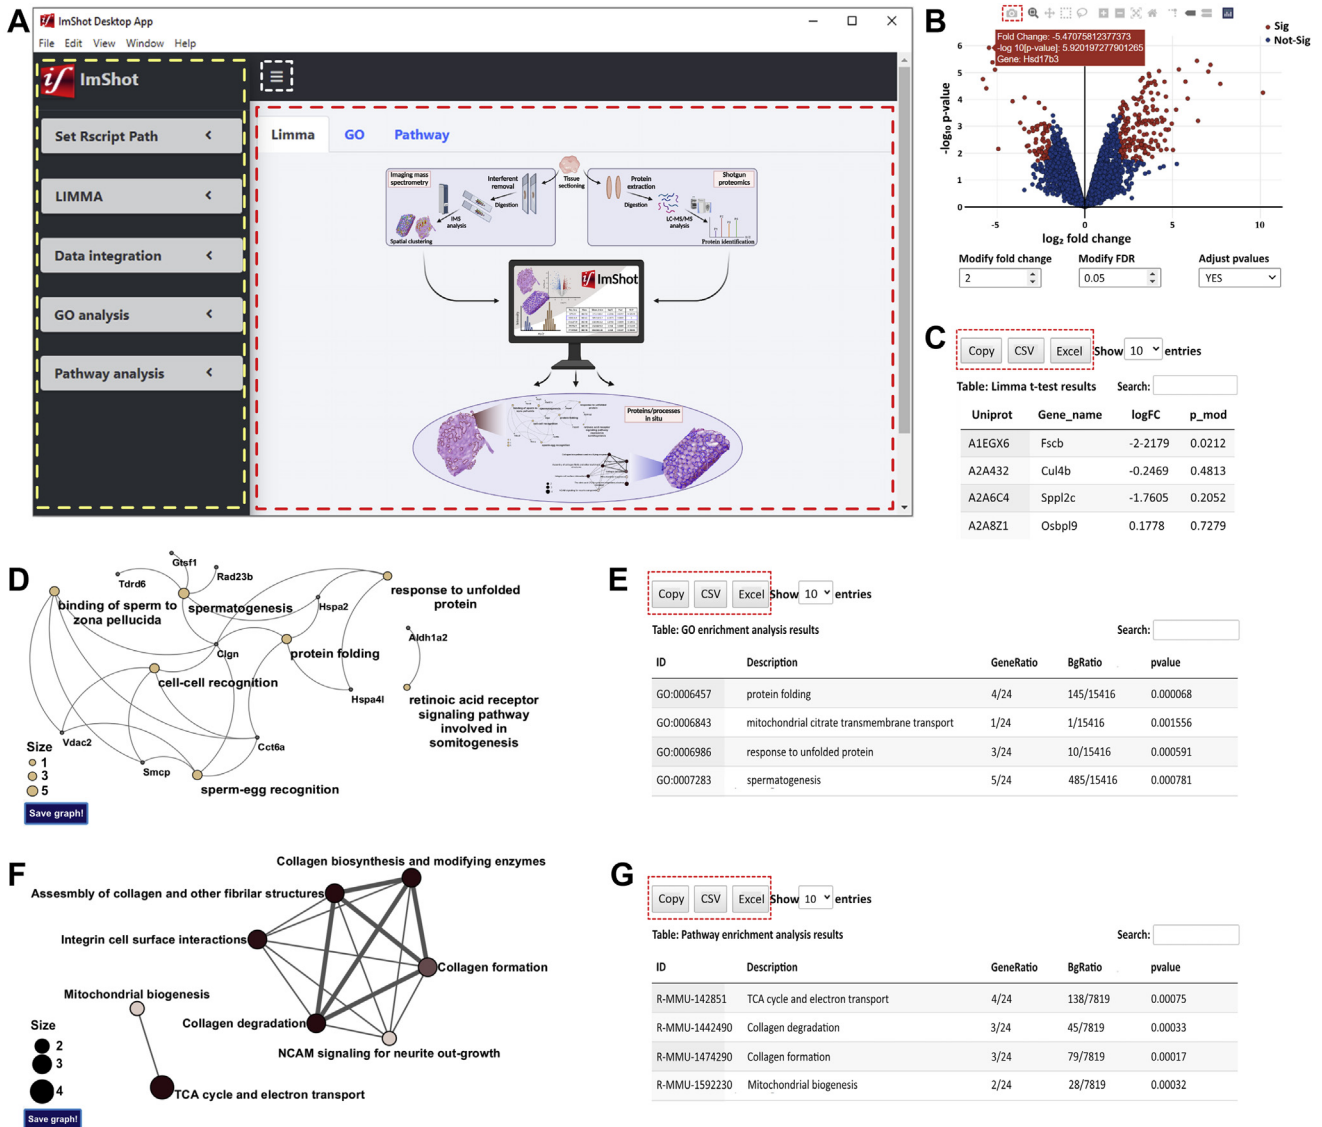 A
ImShot Desktop App
File Edit View Window Help
if ImShot
Set Rscript Path
LIMMA
Data integration
GO analysis
Pathway analysis
Limma GO Pathway
Imaging mass
spectrometry
Interferent
removal
Digestion
IMS
analysis
Spatial clustering
Tissue
sectioning
Protein
extraction
Digestion
Shotgun
proteomics
LC-MS/MS
analysis
Protein identification
if ImShot
Proteins/processes
in situ
B
Sig
Not-Sig
Fold Change: -5.47075812377373
-log 10[p-value]: 5.920197277901265
Gene: Hsd17b3
-log₁₀ p-value
6
5
4
3
2
1
0
-5 0 5 10
log₂ fold change
Modify fold change Modify FDR Adjust pvalues
2 0.05 YES
C
Copy CSV Excel Show 10 entries
Table: Limma t-test results Search:
Uniprot Gene_name logFC p_mod
A1EGX6 Fscb -2-2179 0.0212
A2A432 Cul4b -0.2469 0.4813
A2A6C4 Sppl2c -1.7605 0.2052
A2A8Z1 Osbpl9 0.1778 0.7279
D
Gtsf1
Tdrd6
Rad23b
binding of sperm to
zona pellucida
spermatogenesis
Hspa2
response to unfolded
protein
Aldh1a2
Clgn
protein folding
cell-cell recognition
Hspa4l
retinoic acid receptor
signaling pathway
involved in
somitogenesis
Vdac2
Cct6a
Smcp
sperm-egg recognition
Size
1
3
5
Save graph!
E
Copy CSV Excel Show 10 entries
Table: GO enrichment analysis results Search:
ID Description GeneRatio BgRatio pvalue
GO:0006457 protein folding 4/24 145/15416 0.000068
GO:0006843 mitochondrial citrate transmembrane transport 1/24 1/15416 0.001556
GO:0006986 response to unfolded protein 3/24 10/15416 0.000591
GO:0007283 spermatogenesis 5/24 485/15416 0.000781
F
Collagen biosynthesis and modifying enzymes
Assesmbly of collagen and other fibrilar structures
Integrin cell surface interactions
Collagen formation
Mitochondrial biogenesis
Collagen degradation
NCAM signaling for neurite out-growth
TCA cycle and electron transport
Size
2
3
4
Save graph!
G
Copy CSV Excel Show 10 entries
Table: Pathway enrichment analysis results Search:
ID Description GeneRatio BgRatio pvalue
R-MMU-142851 TCA cycle and electron transport 4/24 138/7819 0.00075
R-MMU-1442490 Collagen degradation 3/24 45/7819 0.00033
R-MMU-1474290 Collagen formation 3/24 79/7819 0.00017
R-MMU-1592230 Mitochondrial biogenesis 2/24 28/7819 0.00032